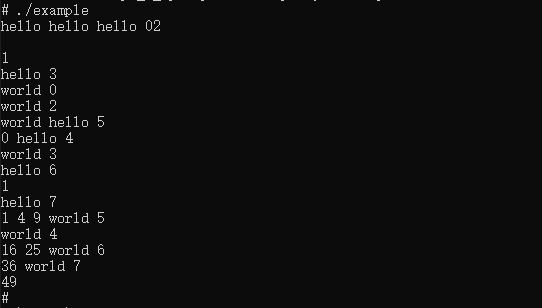 # ./example
hello hello hello 02

1
hello 3
world 0
world 2
world hello 5
0 hello 4
world 3
hello 6
1
hello 7
1 4 9 world 5
world 4
16 25 world 6
36 world 7
49
#